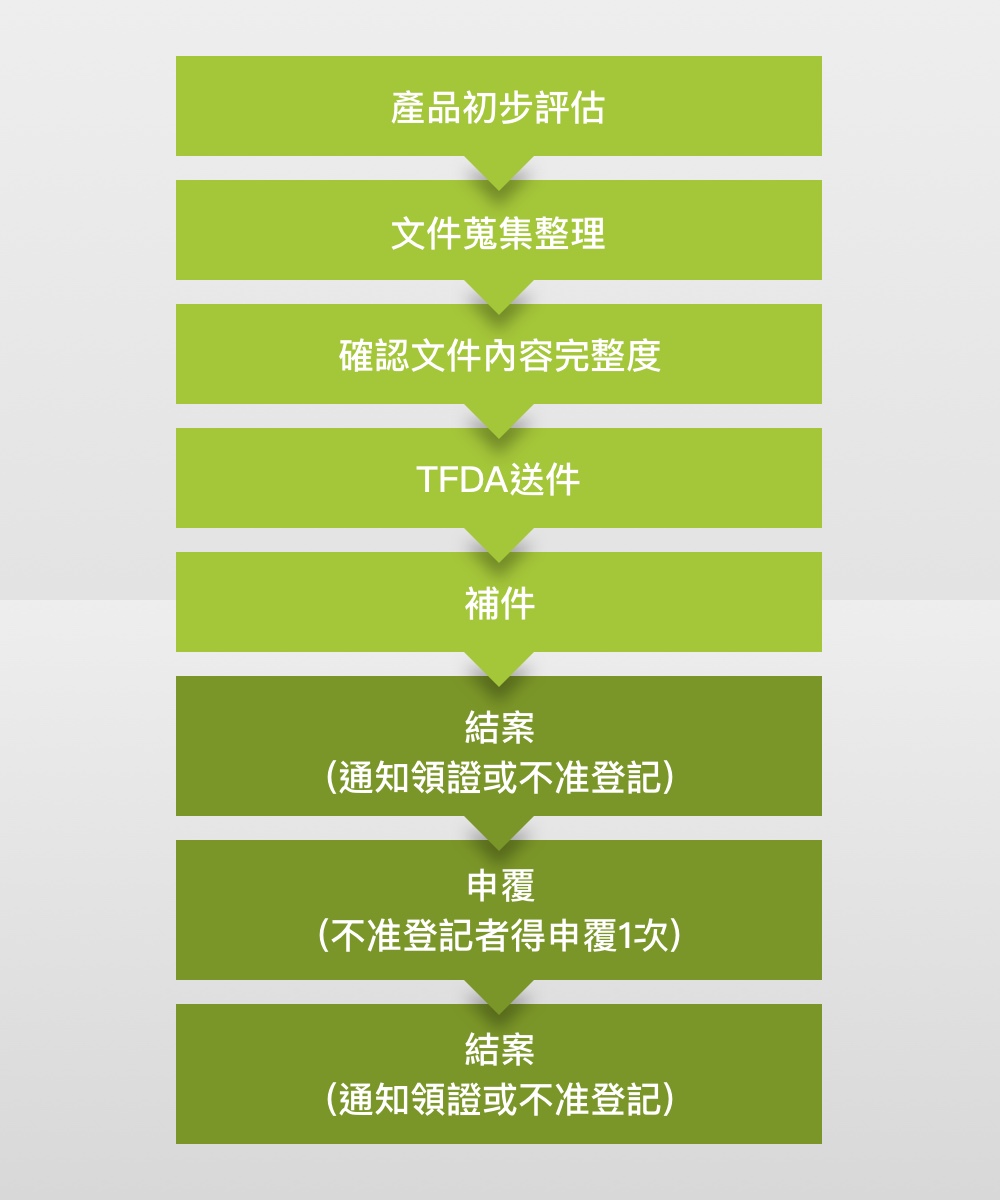 產品初步評估
文件蒐集整理
確認文件內容完整度
TFDA送件
補件
結案
（通知領證或不准登記）
申覆
（不准登記者得申覆1次）
結案
（通知領證或不准登記）